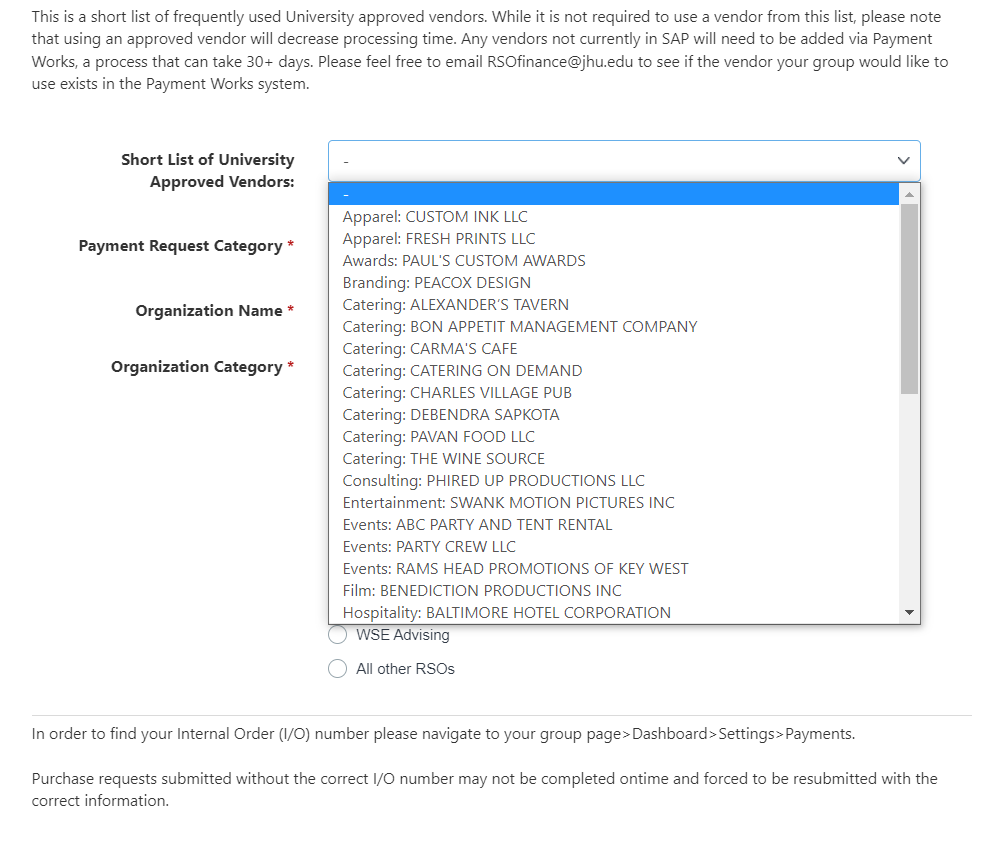 This is a short list of frequently used University approved vendors. While it is not required to use a vendor from this list, please note
that using an approved vendor will decrease processing time. Any vendors not currently in SAP will need to be added via Payment
Works, a process that can take 30+ days. Please feel free to email RSOfinance@jhu.edu to see if the vendor your group would like to
use exists in the Payment Works system.
Short List of University
Approved Vendors:
-
-
Apparel: CUSTOM INK LLC
Apparel: FRESH PRINTS LLC
Awards: PAUL'S CUSTOM AWARDS
Branding: PEACOX DESIGN
Catering: ALEXANDER'S TAVERN
Catering: BON APPETIT MANAGEMENT COMPANY
Catering: CARMA'S CAFE
Catering: CATERING ON DEMAND
Catering: CHARLES VILLAGE PUB
Catering: DEBENDRA SAPKOTA
Catering: PAVAN FOOD LLC
Catering: THE WINE SOURCE
Consulting: PHIRED UP PRODUCTIONS LLC
Entertainment: SWANK MOTION PICTURES INC
Events: ABC PARTY AND TENT RENTAL
Events: PARTY CREW LLC
Events: RAMS HEAD PROMOTIONS OF KEY WEST
Film: BENEDICTION PRODUCTIONS INC
Hospitality: BALTIMORE HOTEL CORPORATION
Payment Request Category *
Organization Name *
Organization Category *
WSE Advising
All other RSOs
In order to find your Internal Order (I/O) number please navigate to your group page>Dashboard>Settings>Payments.
Purchase requests submitted without the correct I/O number may not be completed ontime and forced to be resubmitted with the
correct information.